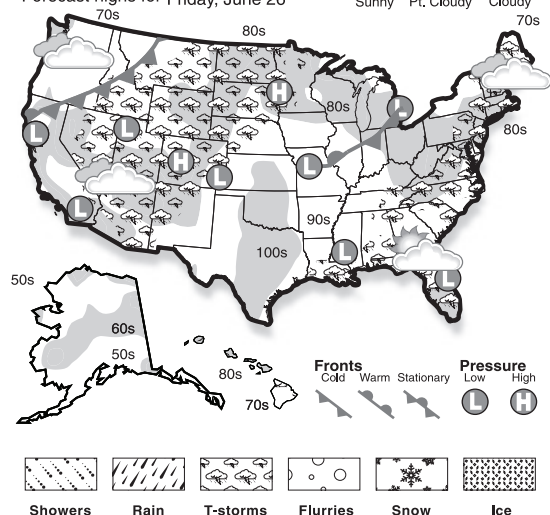 Forecast highs for Friday, June 26
Sunny Pt. Cloudy Cloudy
70s
80s
70s
H
L
80s
L
L
80s
H
L
L
L
90s
L
100s
L
50s
60s
50s
80s
70s
Fronts
Cold Warm Stationary
Pressure
Low High
L H
Showers Rain T-storms Flurries Snow Ice